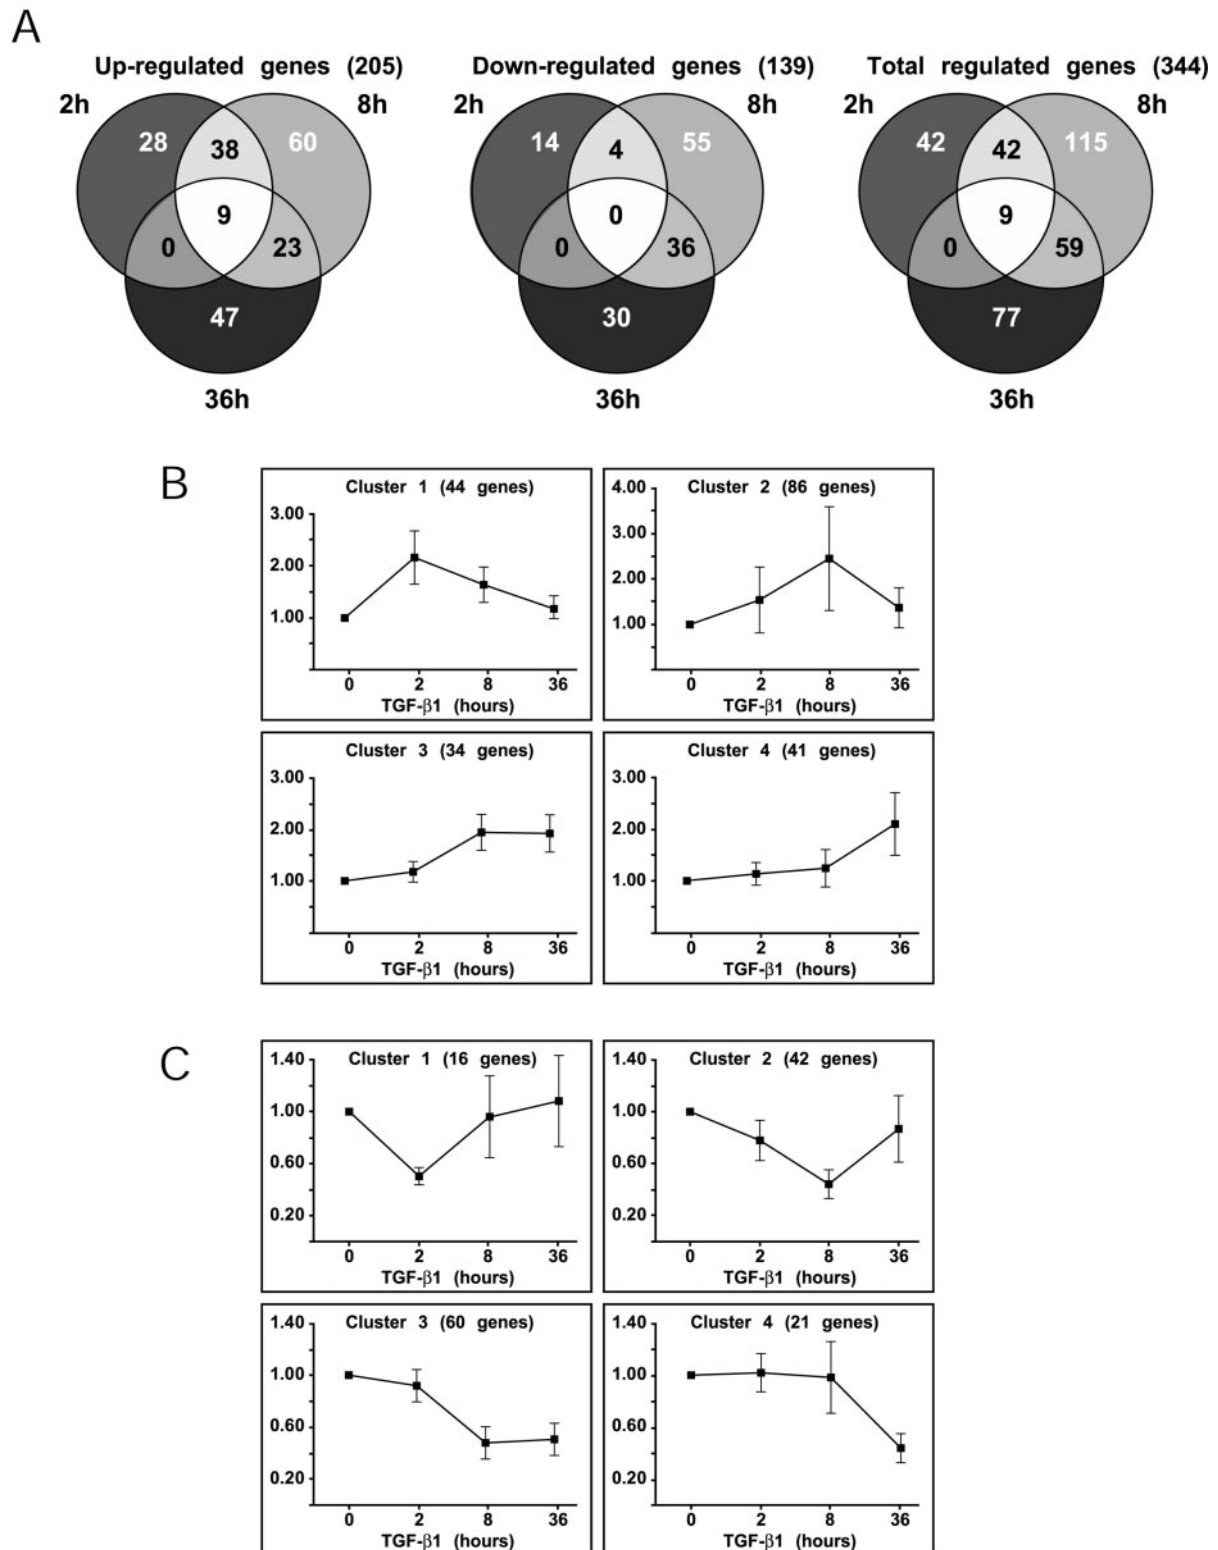 A
Up-regulated genes (205)
2h
8h
28
38
60
9
0
23
47
36h
Down-regulated genes (139)
2h
8h
14
4
55
0
0
36
30
36h
Total regulated genes (344)
2h
8h
42
42
115
9
0
59
77
36h
B
Cluster 1 (44 genes)
3.00
2.00
1.00
0 2 8 36
TGF-β1 (hours)
Cluster 2 (86 genes)
4.00
3.00
2.00
1.00
0 2 8 36
TGF-β1 (hours)
Cluster 3 (34 genes)
3.00
2.00
1.00
0 2 8 36
TGF-β1 (hours)
Cluster 4 (41 genes)
3.00
2.00
1.00
0 2 8 36
TGF-β1 (hours)
C
Cluster 1 (16 genes)
1.40
1.00
0.60
0.20
0 2 8 36
TGF-β1 (hours)
Cluster 2 (42 genes)
1.40
1.00
0.60
0.20
0 2 8 36
TGF-β1 (hours)
Cluster 3 (60 genes)
1.40
1.00
0.60
0.20
0 2 8 36
TGF-β1 (hours)
Cluster 4 (21 genes)
1.40
1.00
0.60
0.20
0 2 8 36
TGF-β1 (hours)